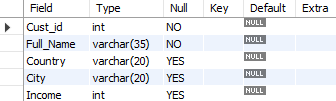 Field Type Null Key Default Extra
Cust_id int NO NULL
Full_Name varchar(35) NO NULL
Country varchar(20) YES NULL
City varchar(20) YES NULL
Income int YES NULL